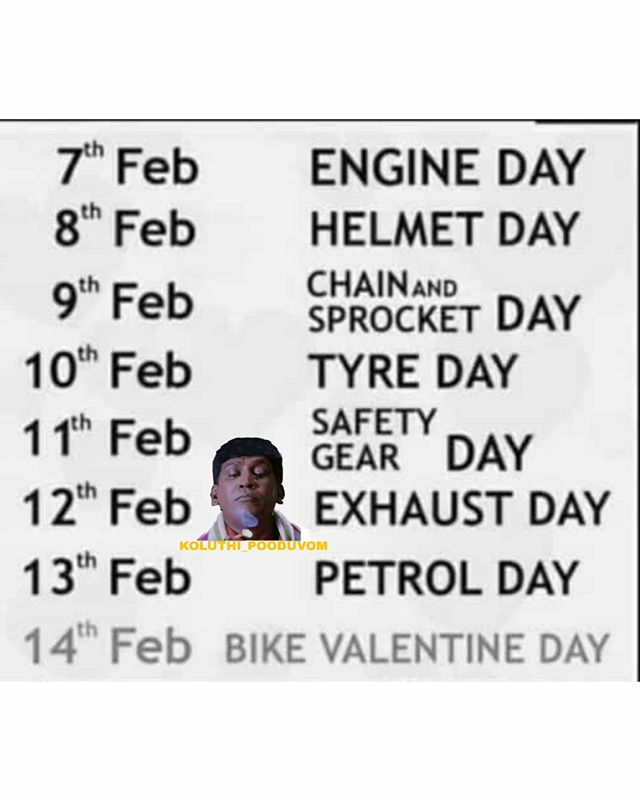 7th Feb ENGINE DAY
8th Feb HELMET DAY
9th Feb CHAIN AND SPROCKET DAY
10th Feb TYRE DAY
11th Feb SAFETY GEAR DAY
12th Feb EXHAUST DAY
KOLUTHI_POODUVOM
13th Feb PETROL DAY
14th Feb BIKE VALENTINE DAY